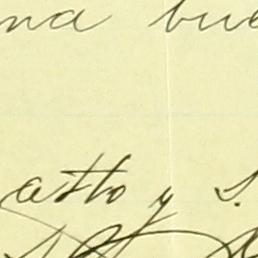 na bue
atto y S.